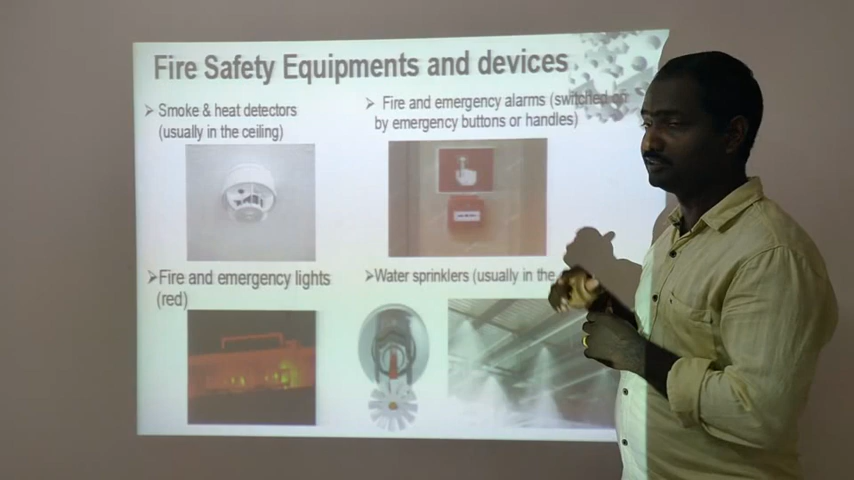 Fire Safety Equipments and devices
➢ Smoke & heat detectors
(usually in the ceiling)
➢ Fire and emergency alarms (switched on
by emergency buttons or handles)
➢Fire and emergency lights
(red)
➢Water sprinklers (usually in the